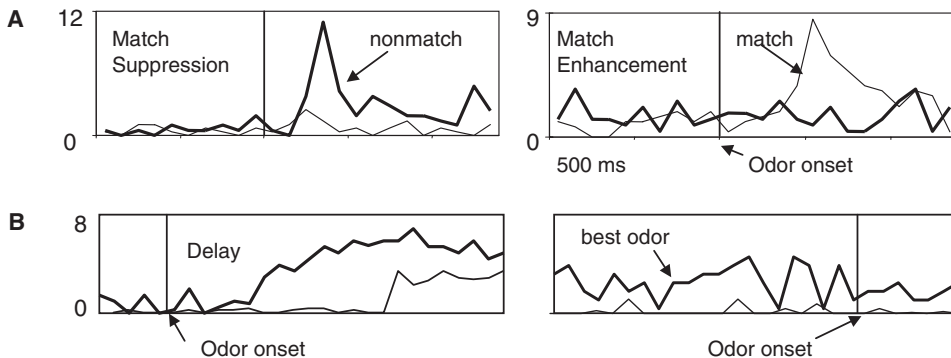 A
12
0
Match
Suppression
nonmatch
9
0
Match
Enhancement
match
500 ms
Odor onset
B
8
0
Delay
Odor onset
best odor
Odor onset